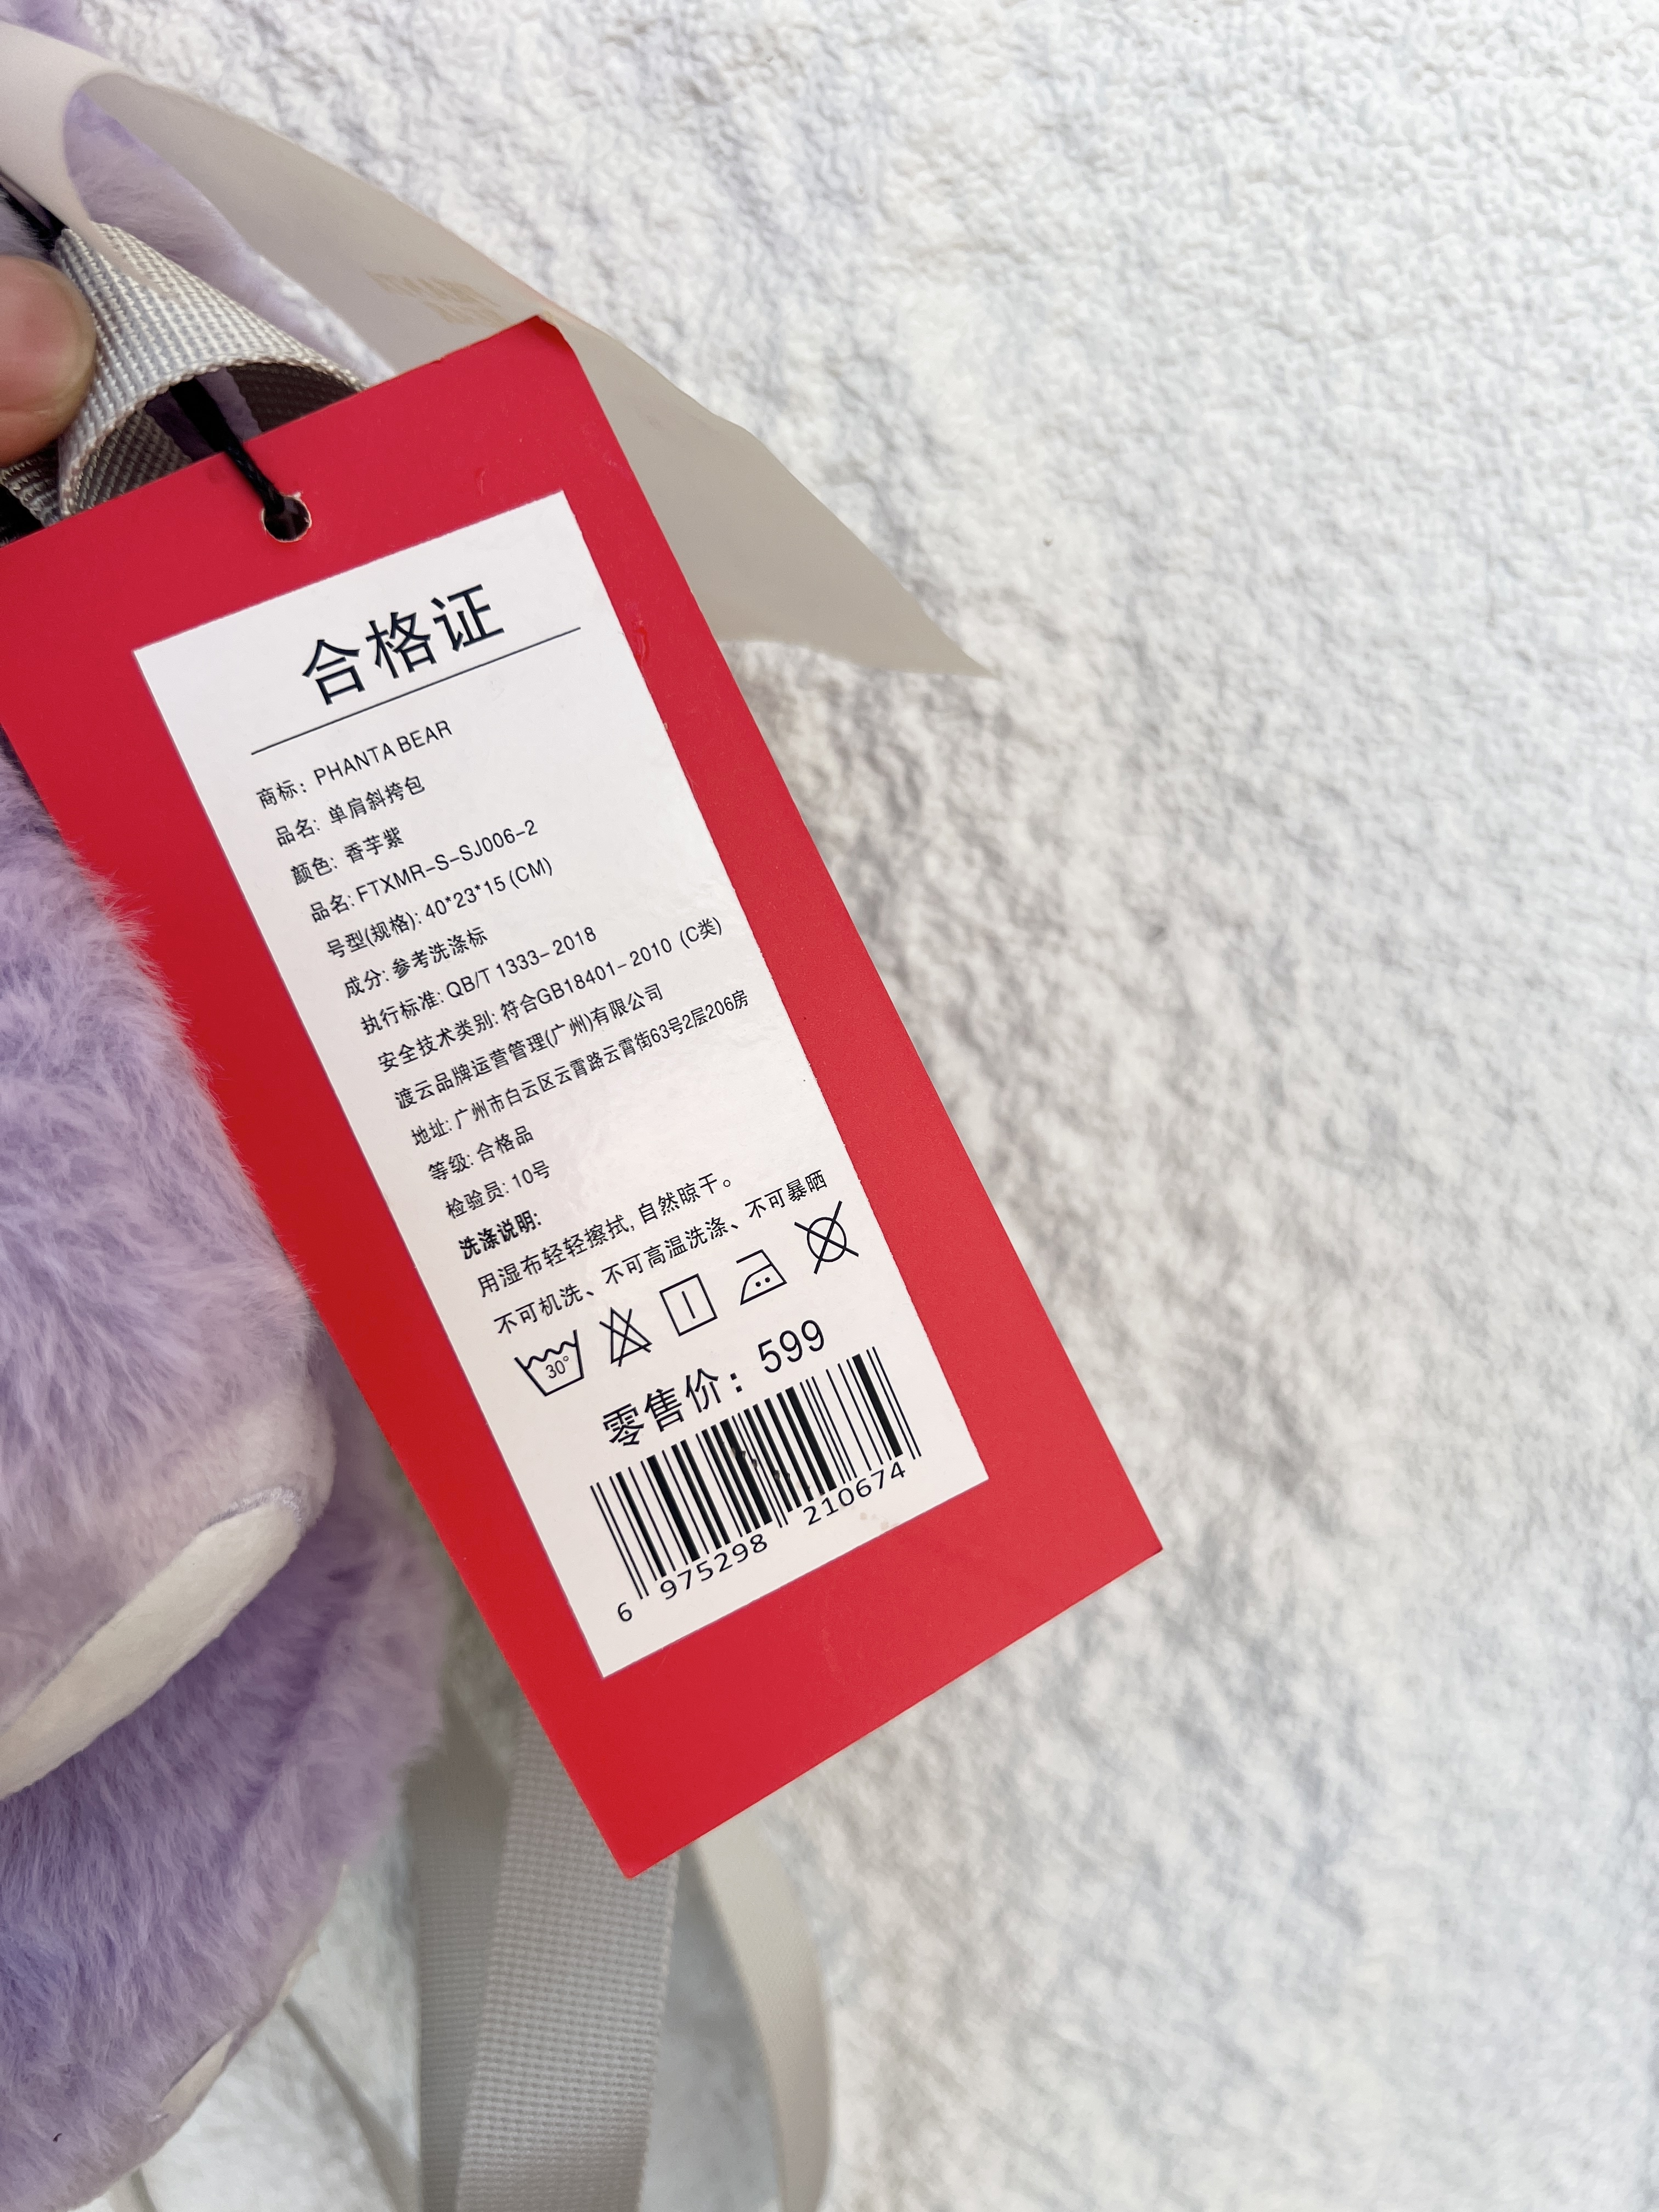 合格证
商标: PHANTA BEAR
品名: 单肩斜挎包
颜色: 香芋紫
品名: FTXMR-S-SJ006-2
号型(规格): 40*23*15 (CM)
成分: 参考洗涤标
执行标准: QB/T 1333-2018
安全技术类别: 符合GB18401-2010 (C类)
渡云品牌运营管理(广州)有限公司
地址: 广州市白云区云霄路云霄街63号2层206房
等级: 合格品
检验员: 10号
洗涤说明:
用湿布轻轻擦拭, 自然晾干。
不可机洗、不可高温洗涤、不可暴晒
30°
零售价: 599
6 975298 210674